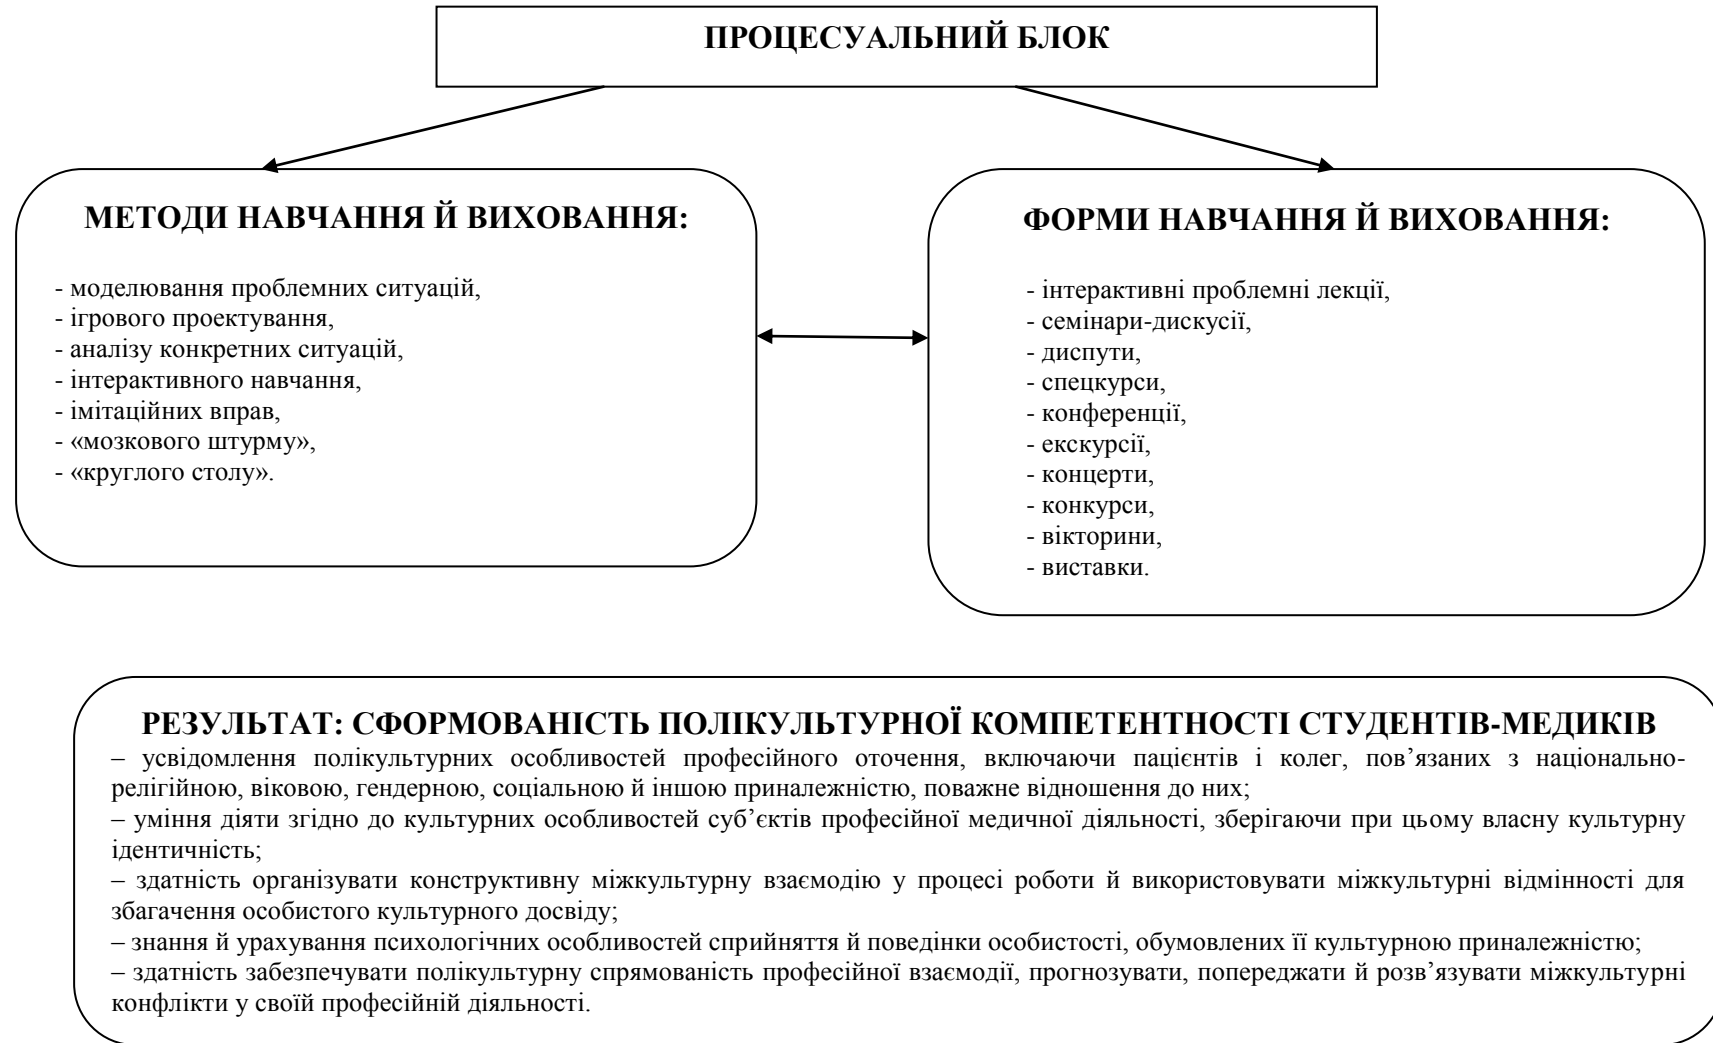 ПРОЦЕСУАЛЬНИЙ БЛОК
МЕТОДИ НАВЧАННЯ Й ВИХОВАННЯ:
- моделювання проблемних ситуацій,
- ігрового проектування,
- аналізу конкретних ситуацій,
- інтерактивного навчання,
- імітаційних вправ,
- «мозкового штурму»,
- «круглого столу».
ФОРМИ НАВЧАННЯ Й ВИХОВАННЯ:
- інтерактивні проблемні лекції,
- семінари-дискусії,
- диспути,
- спецкурси,
- конференції,
- екскурсії,
- концерти,
- конкурси,
- вікторини,
- виставки.
РЕЗУЛЬТАТ: СФОРМОВАНІСТЬ ПОЛІКУЛЬТУРНОЇ КОМПЕТЕНТНОСТІ СТУДЕНТІВ-МЕДИКІВ
– усвідомлення полікультурних особливостей професійного оточення, включаючи пацієнтів і колег, пов’язаних з національно-
релігійною, віковою, гендерною, соціальною й іншою приналежністю, поважне відношення до них;
– уміння діяти згідно до культурних особливостей суб’єктів професійної медичної діяльності, зберігаючи при цьому власну культурну
ідентичність;
– здатність організувати конструктивну міжкультурну взаємодію у процесі роботи й використовувати міжкультурні відмінності для
збагачення особистого культурного досвіду;
– знання й урахування психологічних особливостей сприйняття й поведінки особистості, обумовлених її культурною приналежністю;
– здатність забезпечувати полікультурну спрямованість професійної взаємодії, прогнозувати, попереджати й розв’язувати міжкультурні
конфлікти у своїй професійній діяльності.